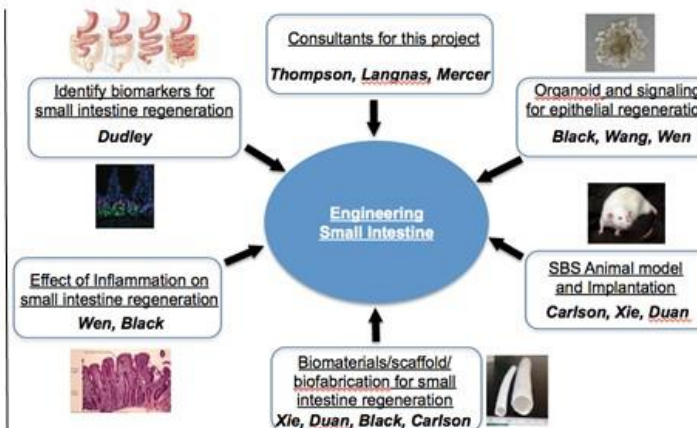 Consultants for this project
Thompson, Langnas, Mercer
Identify biomarkers for
small intestine regeneration
Dudley
Organoid and signaling
for epithelial regeneration
Black, Wang, Wen
Engineering
Small Intestine
Effect of Inflammation on
small intestine regeneration
Wen, Black
SBS Animal model
and Implantation
Carlson, Xie, Duan
Biomaterials/scaffold/
biofabrication for small
intestine regeneration
Xie, Duan, Black, Carlson